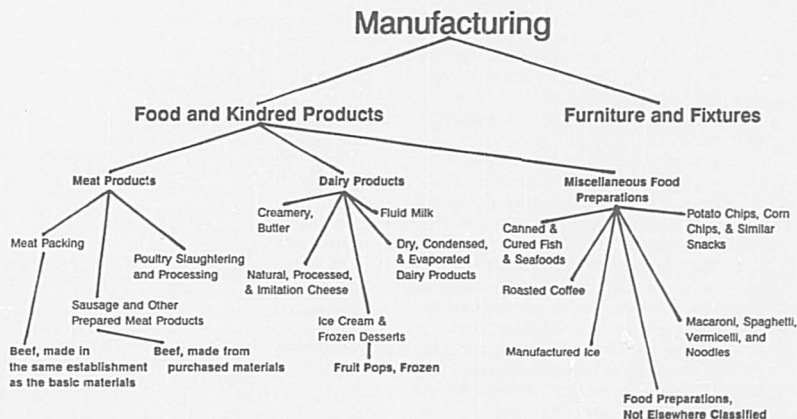 Manufacturing
Food and Kindred Products
Furniture and Fixtures
Meat Products
Dairy Products
Miscellaneous Food
Preparations
Meat Packing
Poultry Slaughtering
and Processing
Sausage and Other
Prepared Meat Products
Beef, made in
the same establishment
as the basic materials
Beef, made from
purchased materials
Creamery,
Butter
Fluid Milk
Natural, Processed,
& Imitation Cheese
Dry, Condensed,
& Evaporated
Dairy Products
Ice Cream &
Frozen Desserts
Fruit Pops, Frozen
Canned &
Cured Fish
& Seafoods
Potato Chips, Corn
Chips, & Similar
Snacks
Roasted Coffee
Manufactured Ice
Macaroni, Spaghetti,
Vermicelli, and
Noodles
Food Preparations,
Not Elsewhere Classified